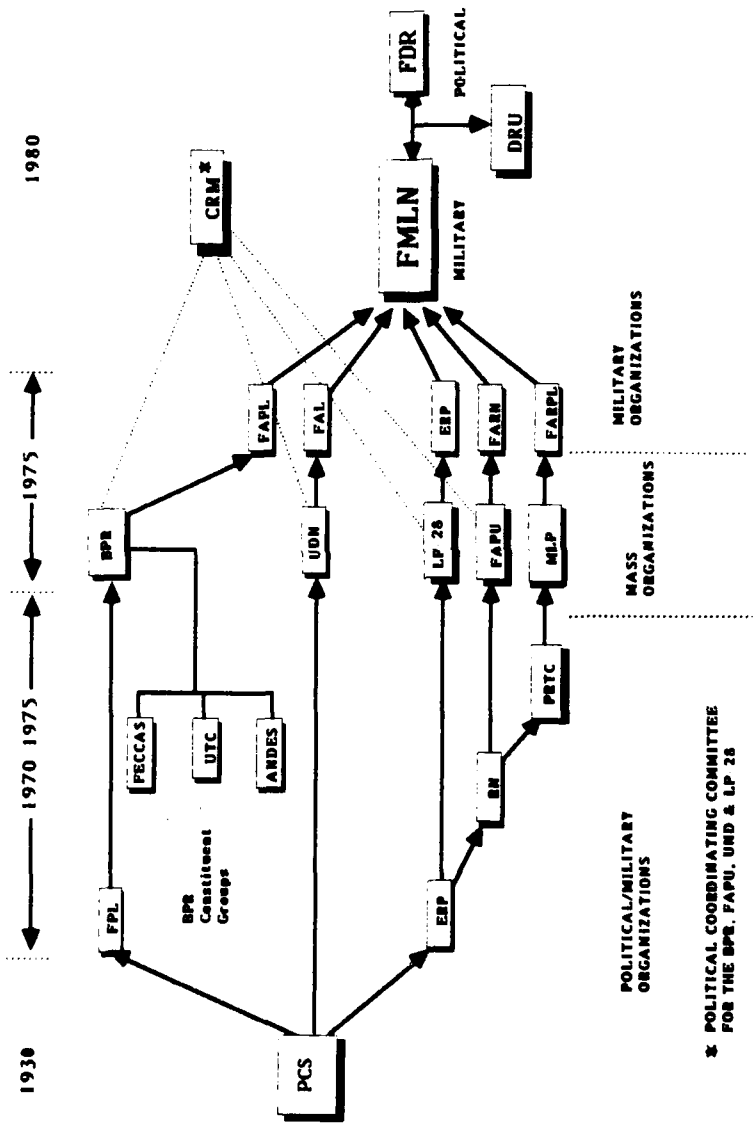 1930
1970 1975
1975
1980
PCS
FPL
BPR
FECCAS
UTC
ANDES
BPR
Constituent
Groups
UDN
ERP
RN
PRTC
LP 28
FAPU
MLP
FAPL
FAL
ERP
FARN
FARPL
CRM*
FMLN
MILITARY
FDR
POLITICAL
DRU
POLITICAL/MILITARY
ORGANIZATIONS
MASS
ORGANIZATIONS
MILITARY
ORGANIZATIONS
* POLITICAL COORDINATING COMMITTEE
FOR THE BPR, FAPU, UND & LP 28